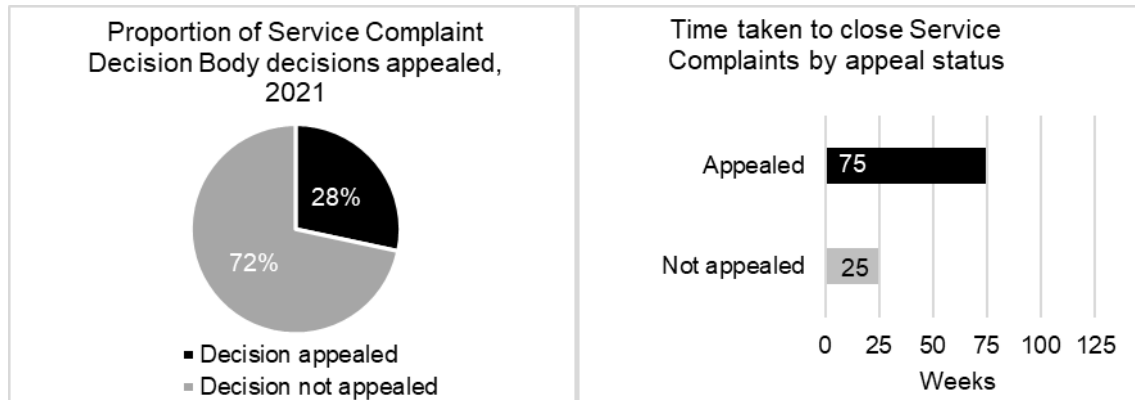 Proportion of Service Complaint
Decision Body decisions appealed,
2021
28%
72%
Decision appealed
Decision not appealed
Time taken to close Service
Complaints by appeal status
Appealed
75
Not appealed
25
0 25 50 75 100 125
Weeks